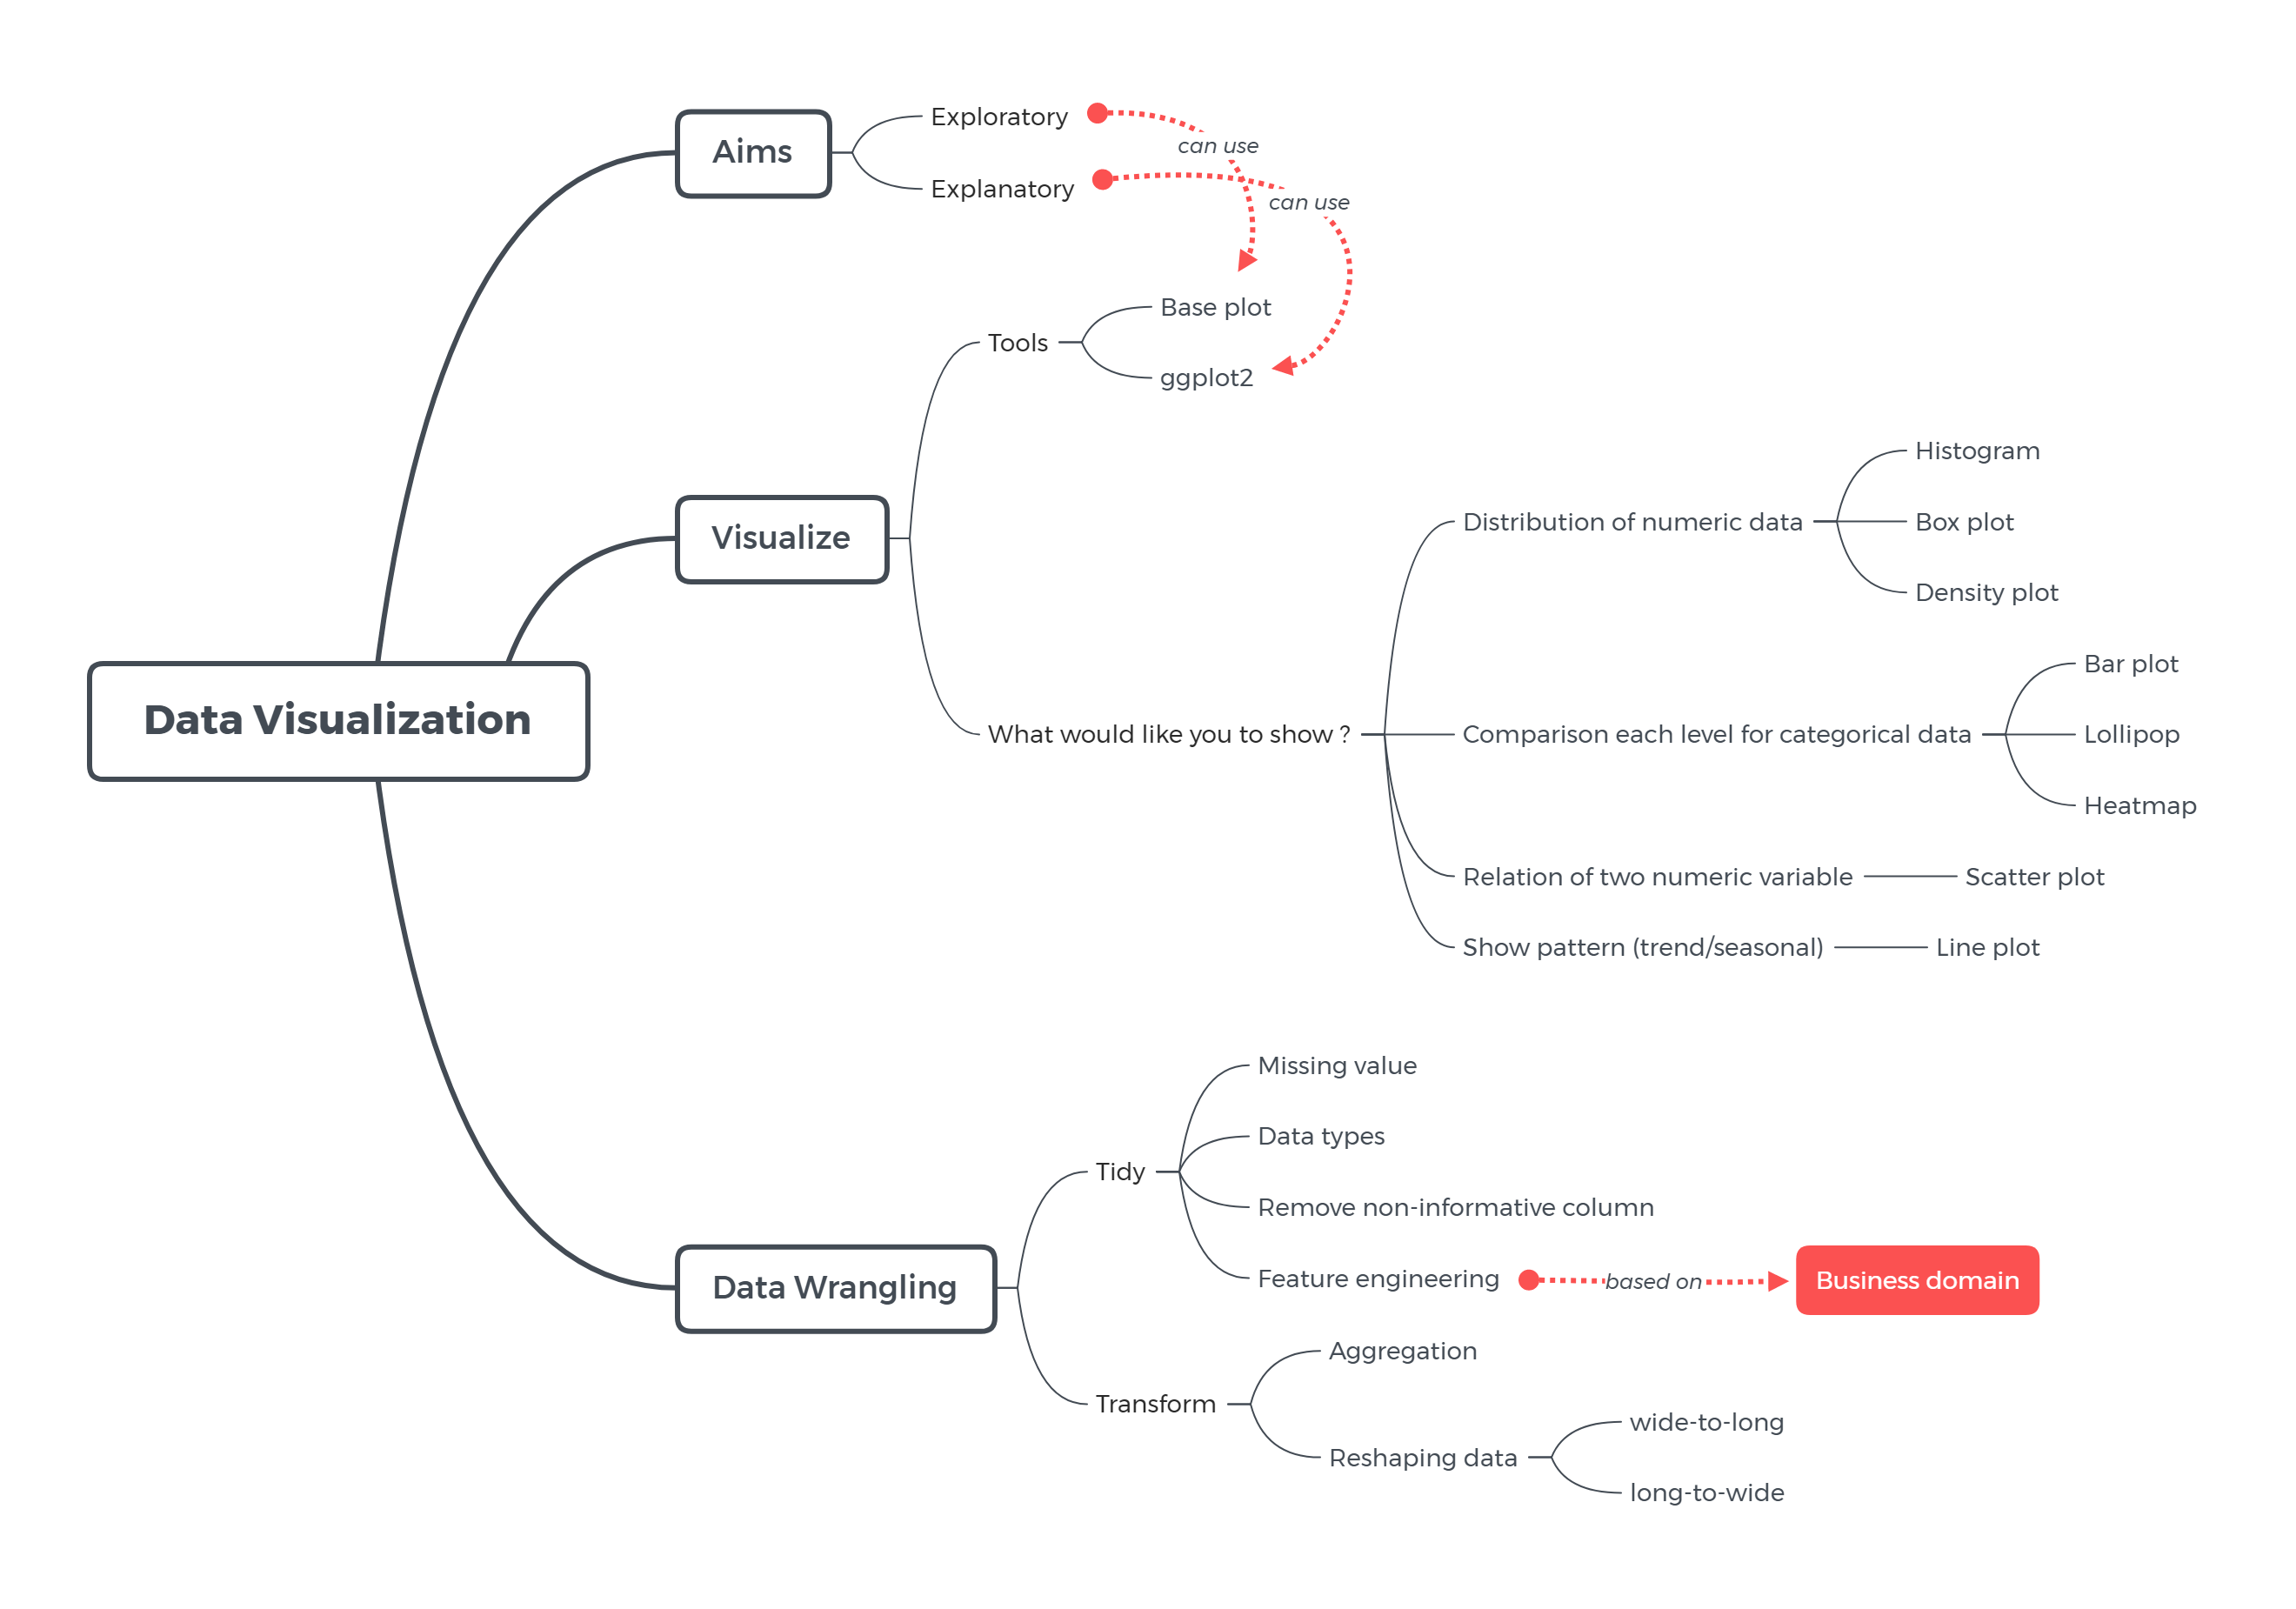 Exploratory
Aims
can use
Explanatory
can use
Base plot
Tools
ggplot2
Histogram
Distribution of numeric data
Box plot
Visualize
Density plot
Bar plot
Data Visualization
What would like you to show ?
Comparison each level for categorical data
Lollipop
Heatmap
Relation of two numeric variable
Scatter plot
Show pattern (trend/seasonal)
Line plot
Missing value
Data types
Tidy
Remove non-informative column
Data Wrangling
Feature engineering
based on
Business domain
Aggregation
Transform
wide-to-long
Reshaping data
long-to-wide